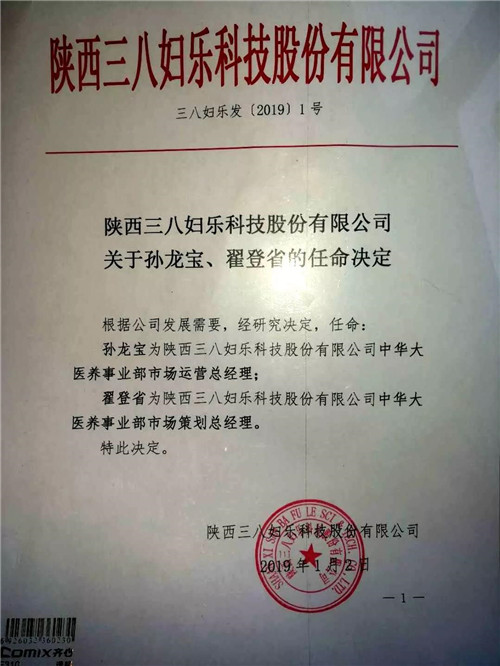 陕西三八妇乐科技股份有限公司
三八妇乐发〔2019〕1号
陕西三八妇乐科技股份有限公司
关于孙龙宝、翟登省的任命决定
根据公司发展需要，经研究决定，任命：
孙龙宝为陕西三八妇乐科技股份有限公司中华大
医养事业部市场运营总经理；
翟登省为陕西三八妇乐科技股份有限公司中华大
医养事业部市场策划总经理。
特此决定。
陕西三八妇乐科技股份有限公司
2019年1月2日
—1—
COMIX齐心